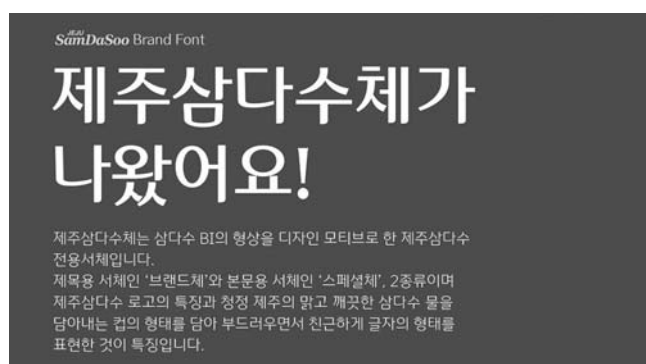 JEJU
SamDaSoo Brand Font
제주삼다수체가
나왔어요!
제주삼다수체는 삼다수 BI의 형상을 디자인 모티브로 한 제주삼다수
전용서체입니다.
제목용 서체인 ‘브랜드체’와 본문용 서체인 ‘스페셜체’, 2종류이며
제주삼다수 로고의 특징과 청정 제주의 맑고 깨끗한 삼다수 물을
담아내는 컵의 형태를 담아 부드러우면서 친근하게 글자의 형태를
표현한 것이 특징입니다.